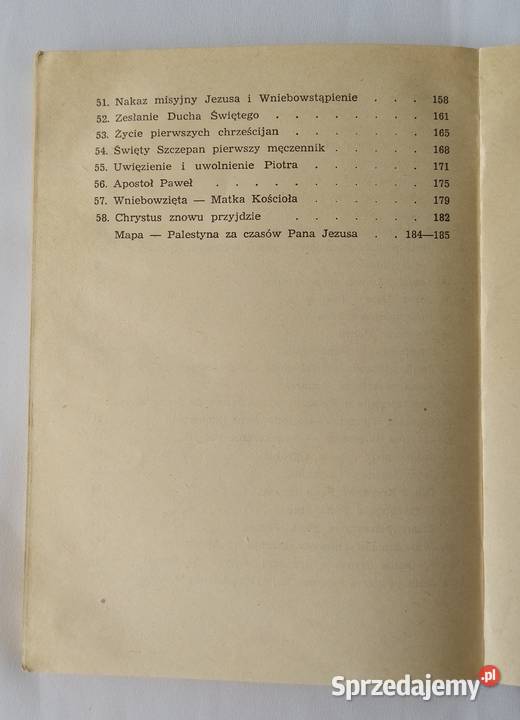 51. Nakaz misyjny Jezusa i Wniebowstąpienie . . . 158
52. Zesłanie Ducha Świętego . . . . . . . . 161
53. Życie pierwszych chrześcijan . . . . . . . 165
54. Święty Szczepan pierwszy męczennik . . . . . 168
55. Uwięzienie i uwolnienie Piotra . . . . . . 171
56. Apostoł Paweł . . . . . . . . . . . 175
57. Wniebowzięta — Matka Kościoła . . . . . . 179
58. Chrystus znowu przyjdzie . . . . . . . 182
Mapa — Palestyna za czasów Pana Jezusa . . 184—185
Sprzedajemy.pl